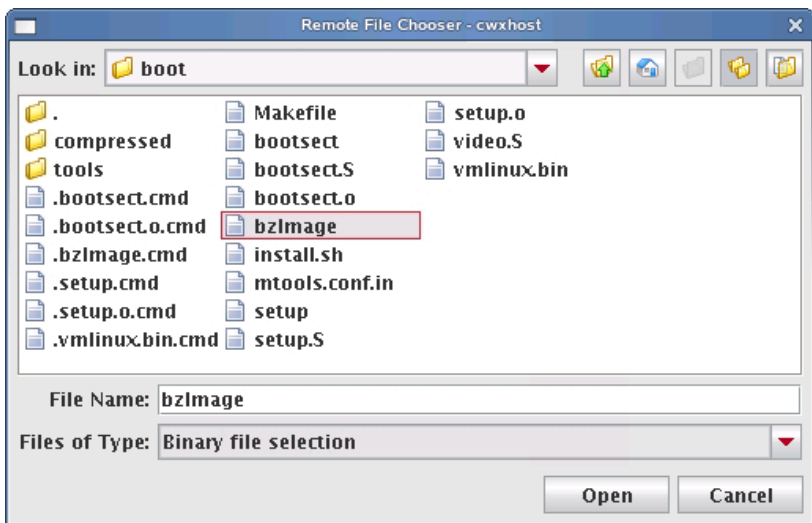 Remote File Chooser - cwxhost
Look in: boot
.
compressed
tools
.bootsect.cmd
.bootsect.o.cmd
.bzImage.cmd
.setup.cmd
.setup.o.cmd
.vmlinux.bin.cmd
Makefile
bootsect
bootsect.S
bootsect.o
bzImage
install.sh
mtools.conf.in
setup
setup.S
setup.o
video.S
vmlinux.bin
File Name: bzImage
Files of Type: Binary file selection
Open Cancel